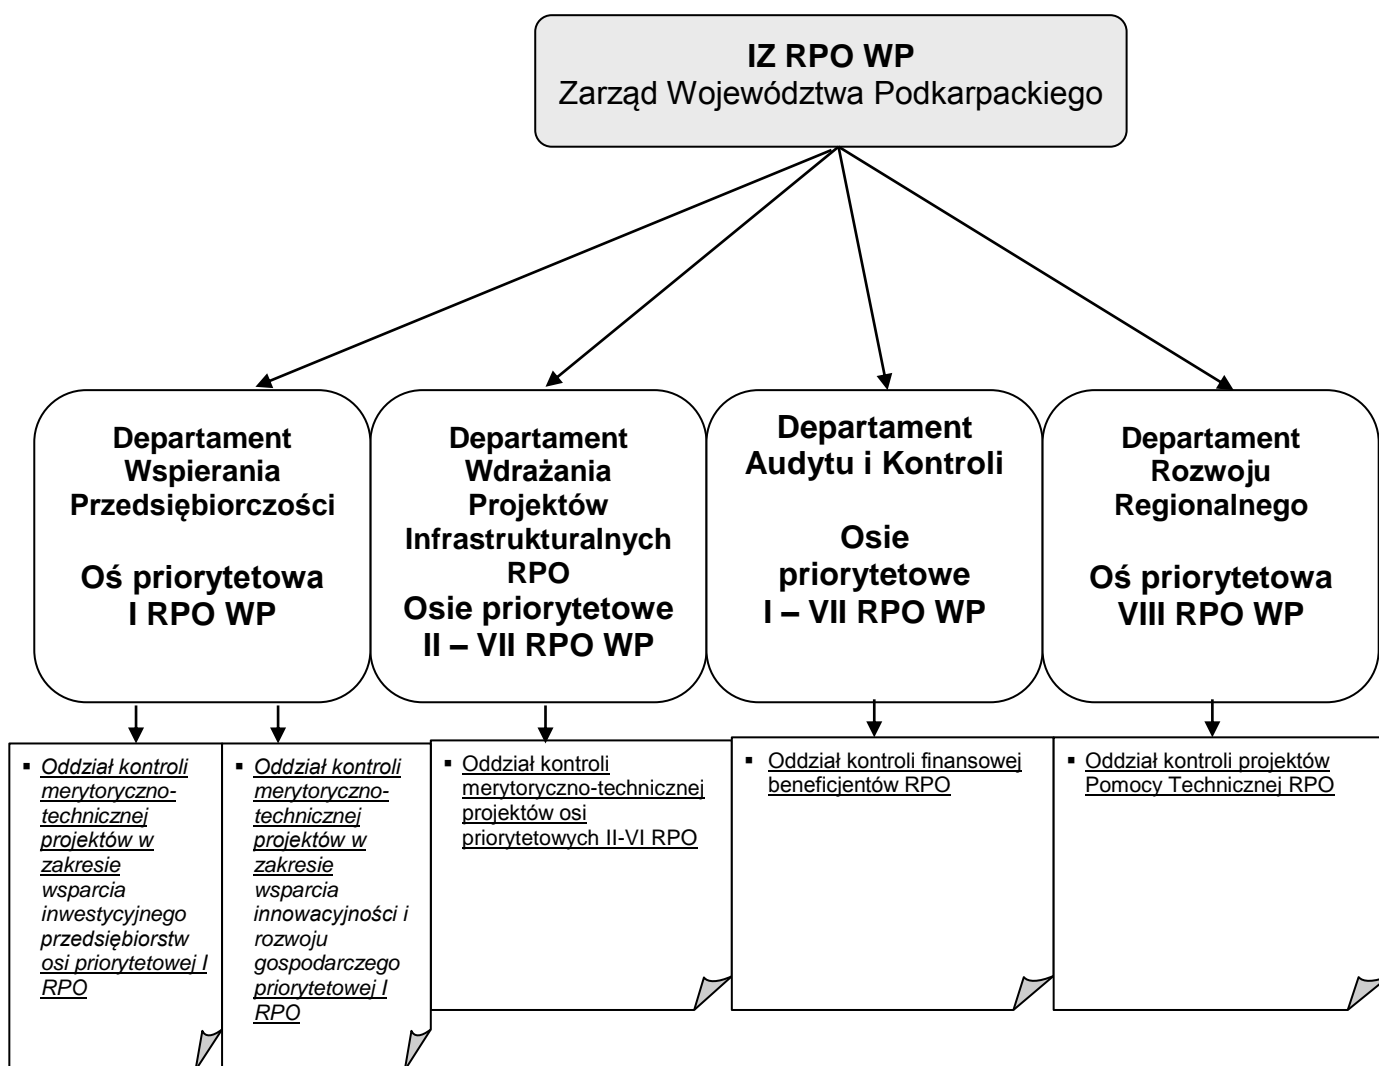 IZ RPO WP
Zarząd Województwa Podkarpackiego
Departament
Wspierania
Przedsiębiorczości
Oś priorytetowa
I RPO WP
Departament
Wdrażania
Projektów
Infrastrukturalnych
RPO
Osie priorytetowe
II – VII RPO WP
Departament
Audytu i Kontroli
Osie
priorytetowe
I – VII RPO WP
Departament
Rozwoju
Regionalnego
Oś priorytetowa
VIII RPO WP
▪ Oddział kontroli
merytoryczno-
technicznej
projektów w
zakresie
wsparcia
inwestycyjnego
przedsiębiorstw
osi priorytetowej I
RPO
▪ Oddział kontroli
merytoryczno-
technicznej
projektów w
zakresie
wsparcia
innowacyjności i
rozwoju
gospodarczego
priorytetowej I
RPO
▪ Oddział kontroli
merytoryczno-technicznej
projektów osi
priorytetowych II-VI RPO
▪ Oddział kontroli finansowej
beneficjentów RPO
▪ Oddział kontroli projektów
Pomocy Technicznej RPO